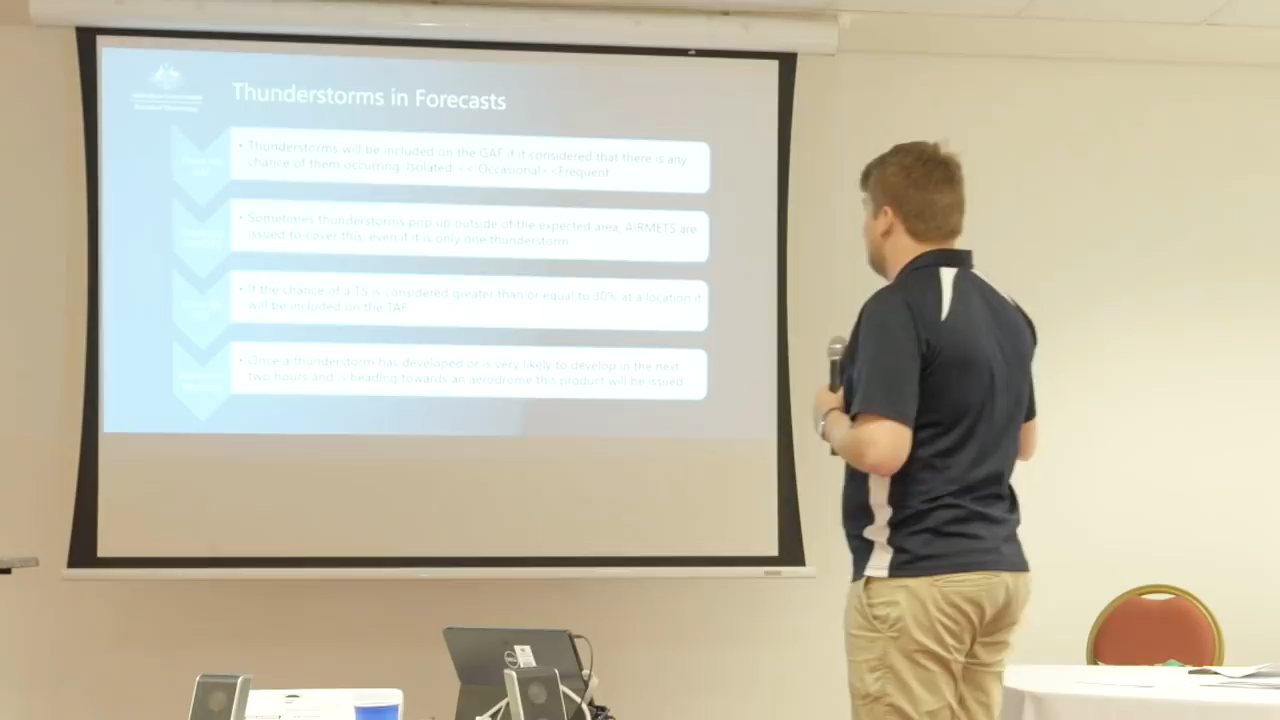 Thunderstorms in Forecasts
• Thunderstorms will be included on the GAF if it considered that there is any
chance of them occurring. Isolated < < Occasional< <Frequent
• Sometimes thunderstorms pop up outside of the expected area, AIRMETS are
issued to cover this, even if it is only one thunderstorm.
• If the chance of a TS is considered greater than or equal to 30% at a location it
will be included on the TAF
• Once a thunderstorm has developed or is very likely to develop in the next
two hours and is heading towards an aerodrome this product will be issued.
DELL